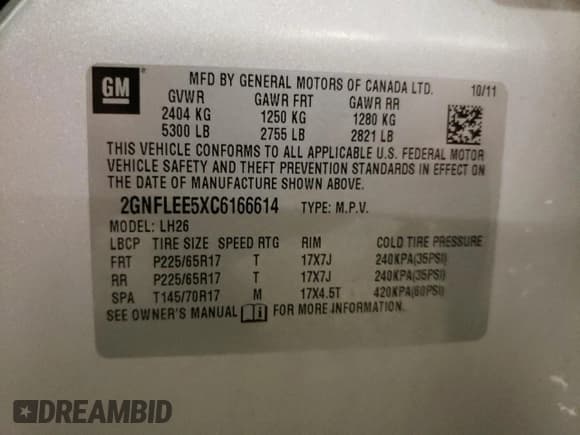 GM
MFD BY GENERAL MOTORS OF CANADA LTD. 10/11
GVWR GAWR FRT GAWR RR
2404 KG 1250 KG 1280 KG
5300 LB 2755 LB 2821 LB
THIS VEHICLE CONFORMS TO ALL APPLICABLE U.S. FEDERAL MOTOR
VEHICLE SAFETY AND THEFT PREVENTION STANDARDS IN EFFECT ON
THE DATE OF MANUFACTURE SHOWN ABOVE.
2GNFLEE5XC6166614 TYPE: M.P.V.
MODEL: LH26
LBCP TIRE SIZE SPEED RTG RIM COLD TIRE PRESSURE
FRT P225/65R17 T 17X7J 240KPA(35PSI)
RR P225/65R17 T 17X7J 240KPA(35PSI)
SPA T145/70R17 M 17X4.5T 420KPA(60PSI)
SEE OWNER'S MANUAL FOR MORE INFORMATION.
DREAMBID